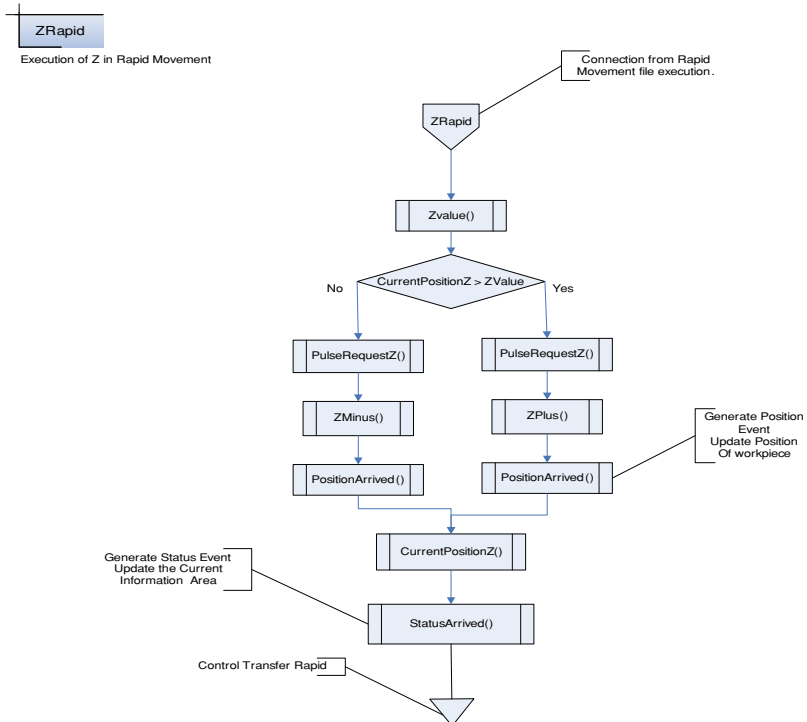 ZRapid
Execution of Z in Rapid Movement
Connection from Rapid
Movement file execution.
ZRapid
Zvalue()
CurrentPositionZ > ZValue
No
Yes
PulseRequestZ()
PulseRequestZ()
ZMinus()
ZPlus()
Generate Position
Event
Update Position
Of workpiece
PositionArrived()
PositionArrived()
CurrentPositionZ()
Generate Status Event
Update the Current
Information Area
StatusArrived()
Control Transfer Rapid